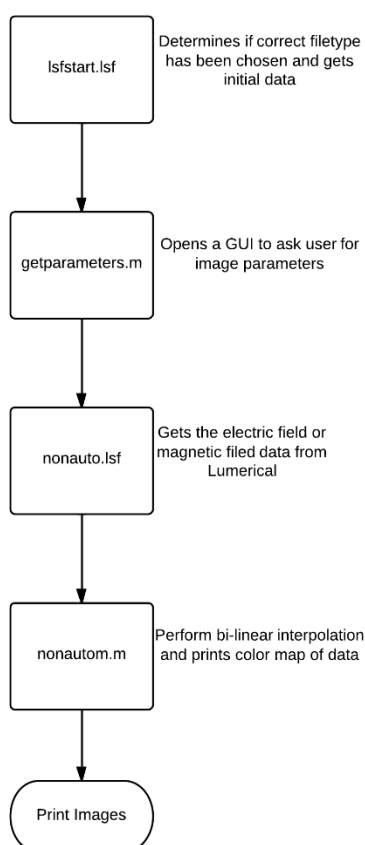 lsfstart.lsf
Determines if correct filetype
has been chosen and gets
initial data
getparameters.m
Opens a GUI to ask user for
image parameters
nonauto.lsf
Gets the electric field or
magnetic filed data from
Lumerical
nonautom.m
Perform bi-linear interpolation
and prints color map of data
Print Images